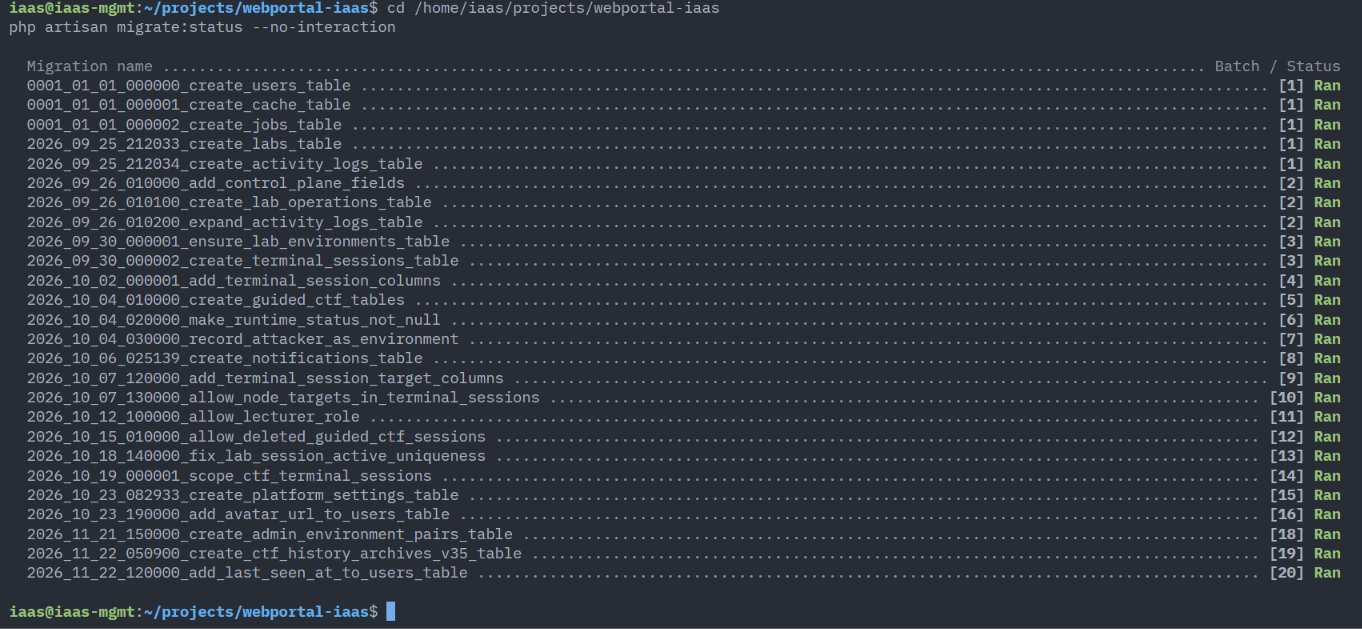 iaas@iaas-mgmt:~/projects/webportal-iaas$ cd /home/iaas/projects/webportal-iaas
php artisan migrate:status --no-interaction
Migration name .................................................................................................................... Batch / Status
0001_01_01_000000_create_users_table .................................................................................................... [1] Ran
0001_01_01_000001_create_cache_table .................................................................................................... [1] Ran
0001_01_01_000002_create_jobs_table ..................................................................................................... [1] Ran
2026_09_25_212033_create_labs_table ..................................................................................................... [1] Ran
2026_09_25_212034_create_activity_logs_table ............................................................................................ [1] Ran
2026_09_26_010000_add_control_plane_fields .............................................................................................. [2] Ran
2026_09_26_010100_create_lab_operations_table ........................................................................................... [2] Ran
2026_09_26_010200_expand_activity_logs_table ............................................................................................ [2] Ran
2026_09_30_000001_ensure_lab_environments_table ......................................................................................... [3] Ran
2026_09_30_000002_create_terminal_sessions_table ........................................................................................ [3] Ran
2026_10_02_000001_add_terminal_session_columns .......................................................................................... [4] Ran
2026_10_04_010000_create_guided_ctf_tables .............................................................................................. [5] Ran
2026_10_04_020000_make_runtime_status_not_null .......................................................................................... [6] Ran
2026_10_04_030000_record_attacker_as_environment ........................................................................................ [7] Ran
2026_10_06_025139_create_notifications_table ............................................................................................ [8] Ran
2026_10_07_120000_add_terminal_session_target_columns ................................................................................... [9] Ran
2026_10_07_130000_allow_node_targets_in_terminal_sessions .............................................................................. [10] Ran
2026_10_12_100000_allow_lecturer_role .................................................................................................. [11] Ran
2026_10_15_010000_allow_deleted_guided_ctf_sessions .................................................................................... [12] Ran
2026_10_18_140000_fix_lab_session_active_uniqueness .................................................................................... [13] Ran
2026_10_19_000001_scope_ctf_terminal_sessions .......................................................................................... [14] Ran
2026_10_23_082933_create_platform_settings_table ....................................................................................... [15] Ran
2026_10_23_190000_add_avatar_url_to_users_table ........................................................................................ [16] Ran
2026_11_21_150000_create_admin_environment_pairs_table ................................................................................. [18] Ran
2026_11_22_050900_create_ctf_history_archives_v35_table ................................................................................ [19] Ran
2026_11_22_120000_add_last_seen_at_to_users_table ...................................................................................... [20] Ran
iaas@iaas-mgmt:~/projects/webportal-iaas$